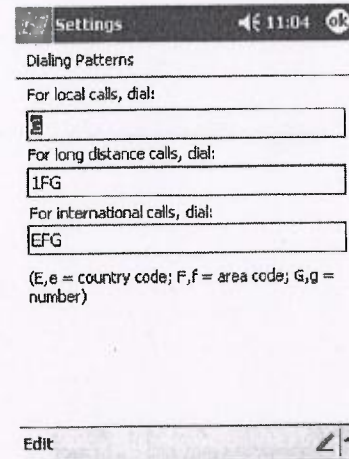 Settings 11:04 ok
Dialing Patterns
For local calls, dial:
For long distance calls, dial:
1FG
For international calls, dial:
EFG
(E,e = country code; F,f = area code; G,g =
number)
Edit